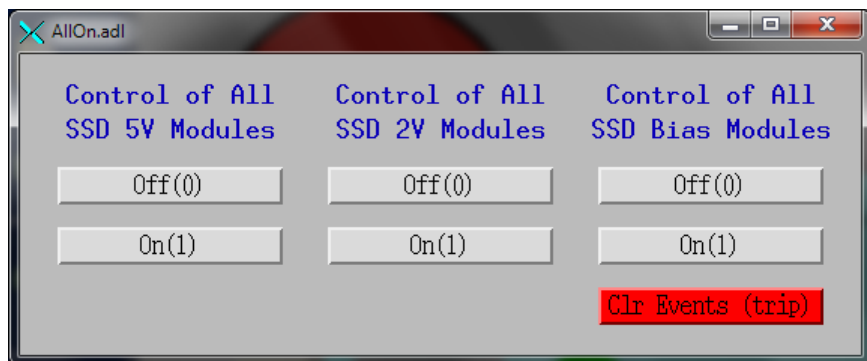 AllOn.adl
Control of All Control of All Control of All
SSD 5V Modules SSD 2V Modules SSD Bias Modules
Off(0) Off(0) Off(0)
On(1) On(1) On(1)
Clr Events (trip)